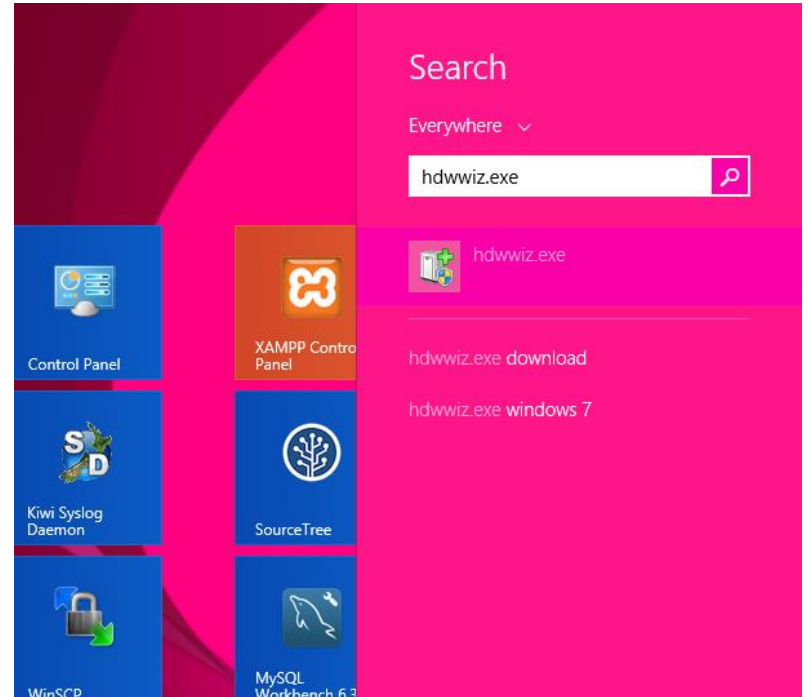 Search
Everywhere
hdwwiz.exe
hdwwiz.exe
hdwwiz.exe download
hdwwiz.exe windows 7
Control Panel
XAMPP Contro
Panel
S
D
Kiwi Syslog
Daemon
SourceTree
WinSCP
MySQL
Workbench 6.3